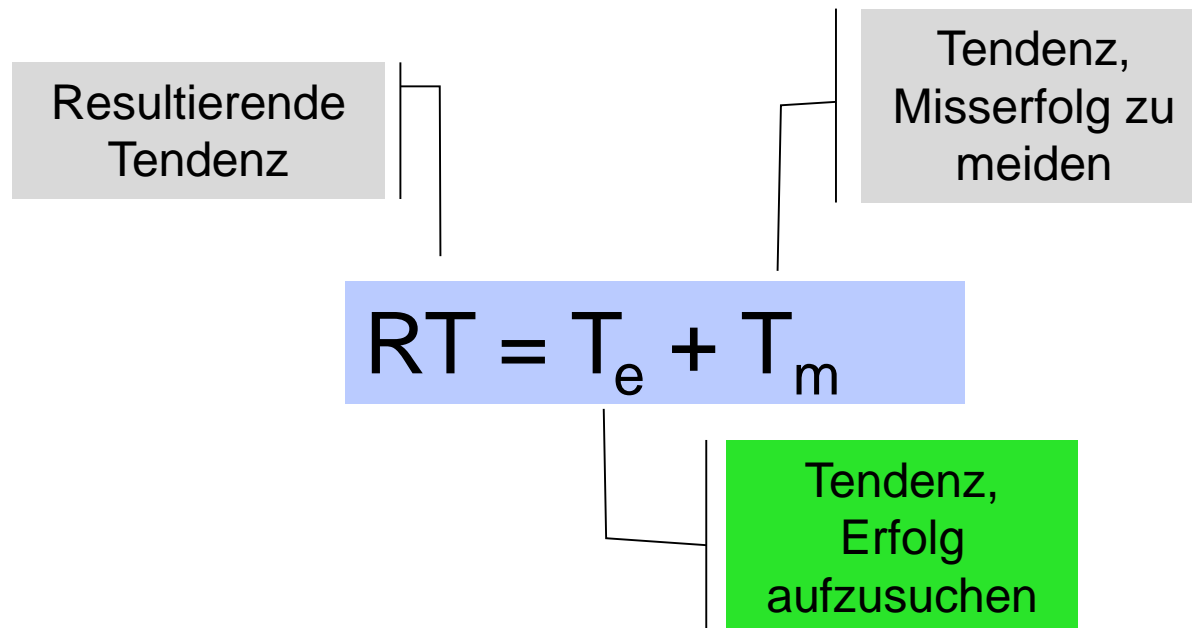 Resultierende
Tendenz
Tendenz,
Misserfolg zu
meiden
RT = Te + Tm
Tendenz,
Erfolg
aufzusuchen